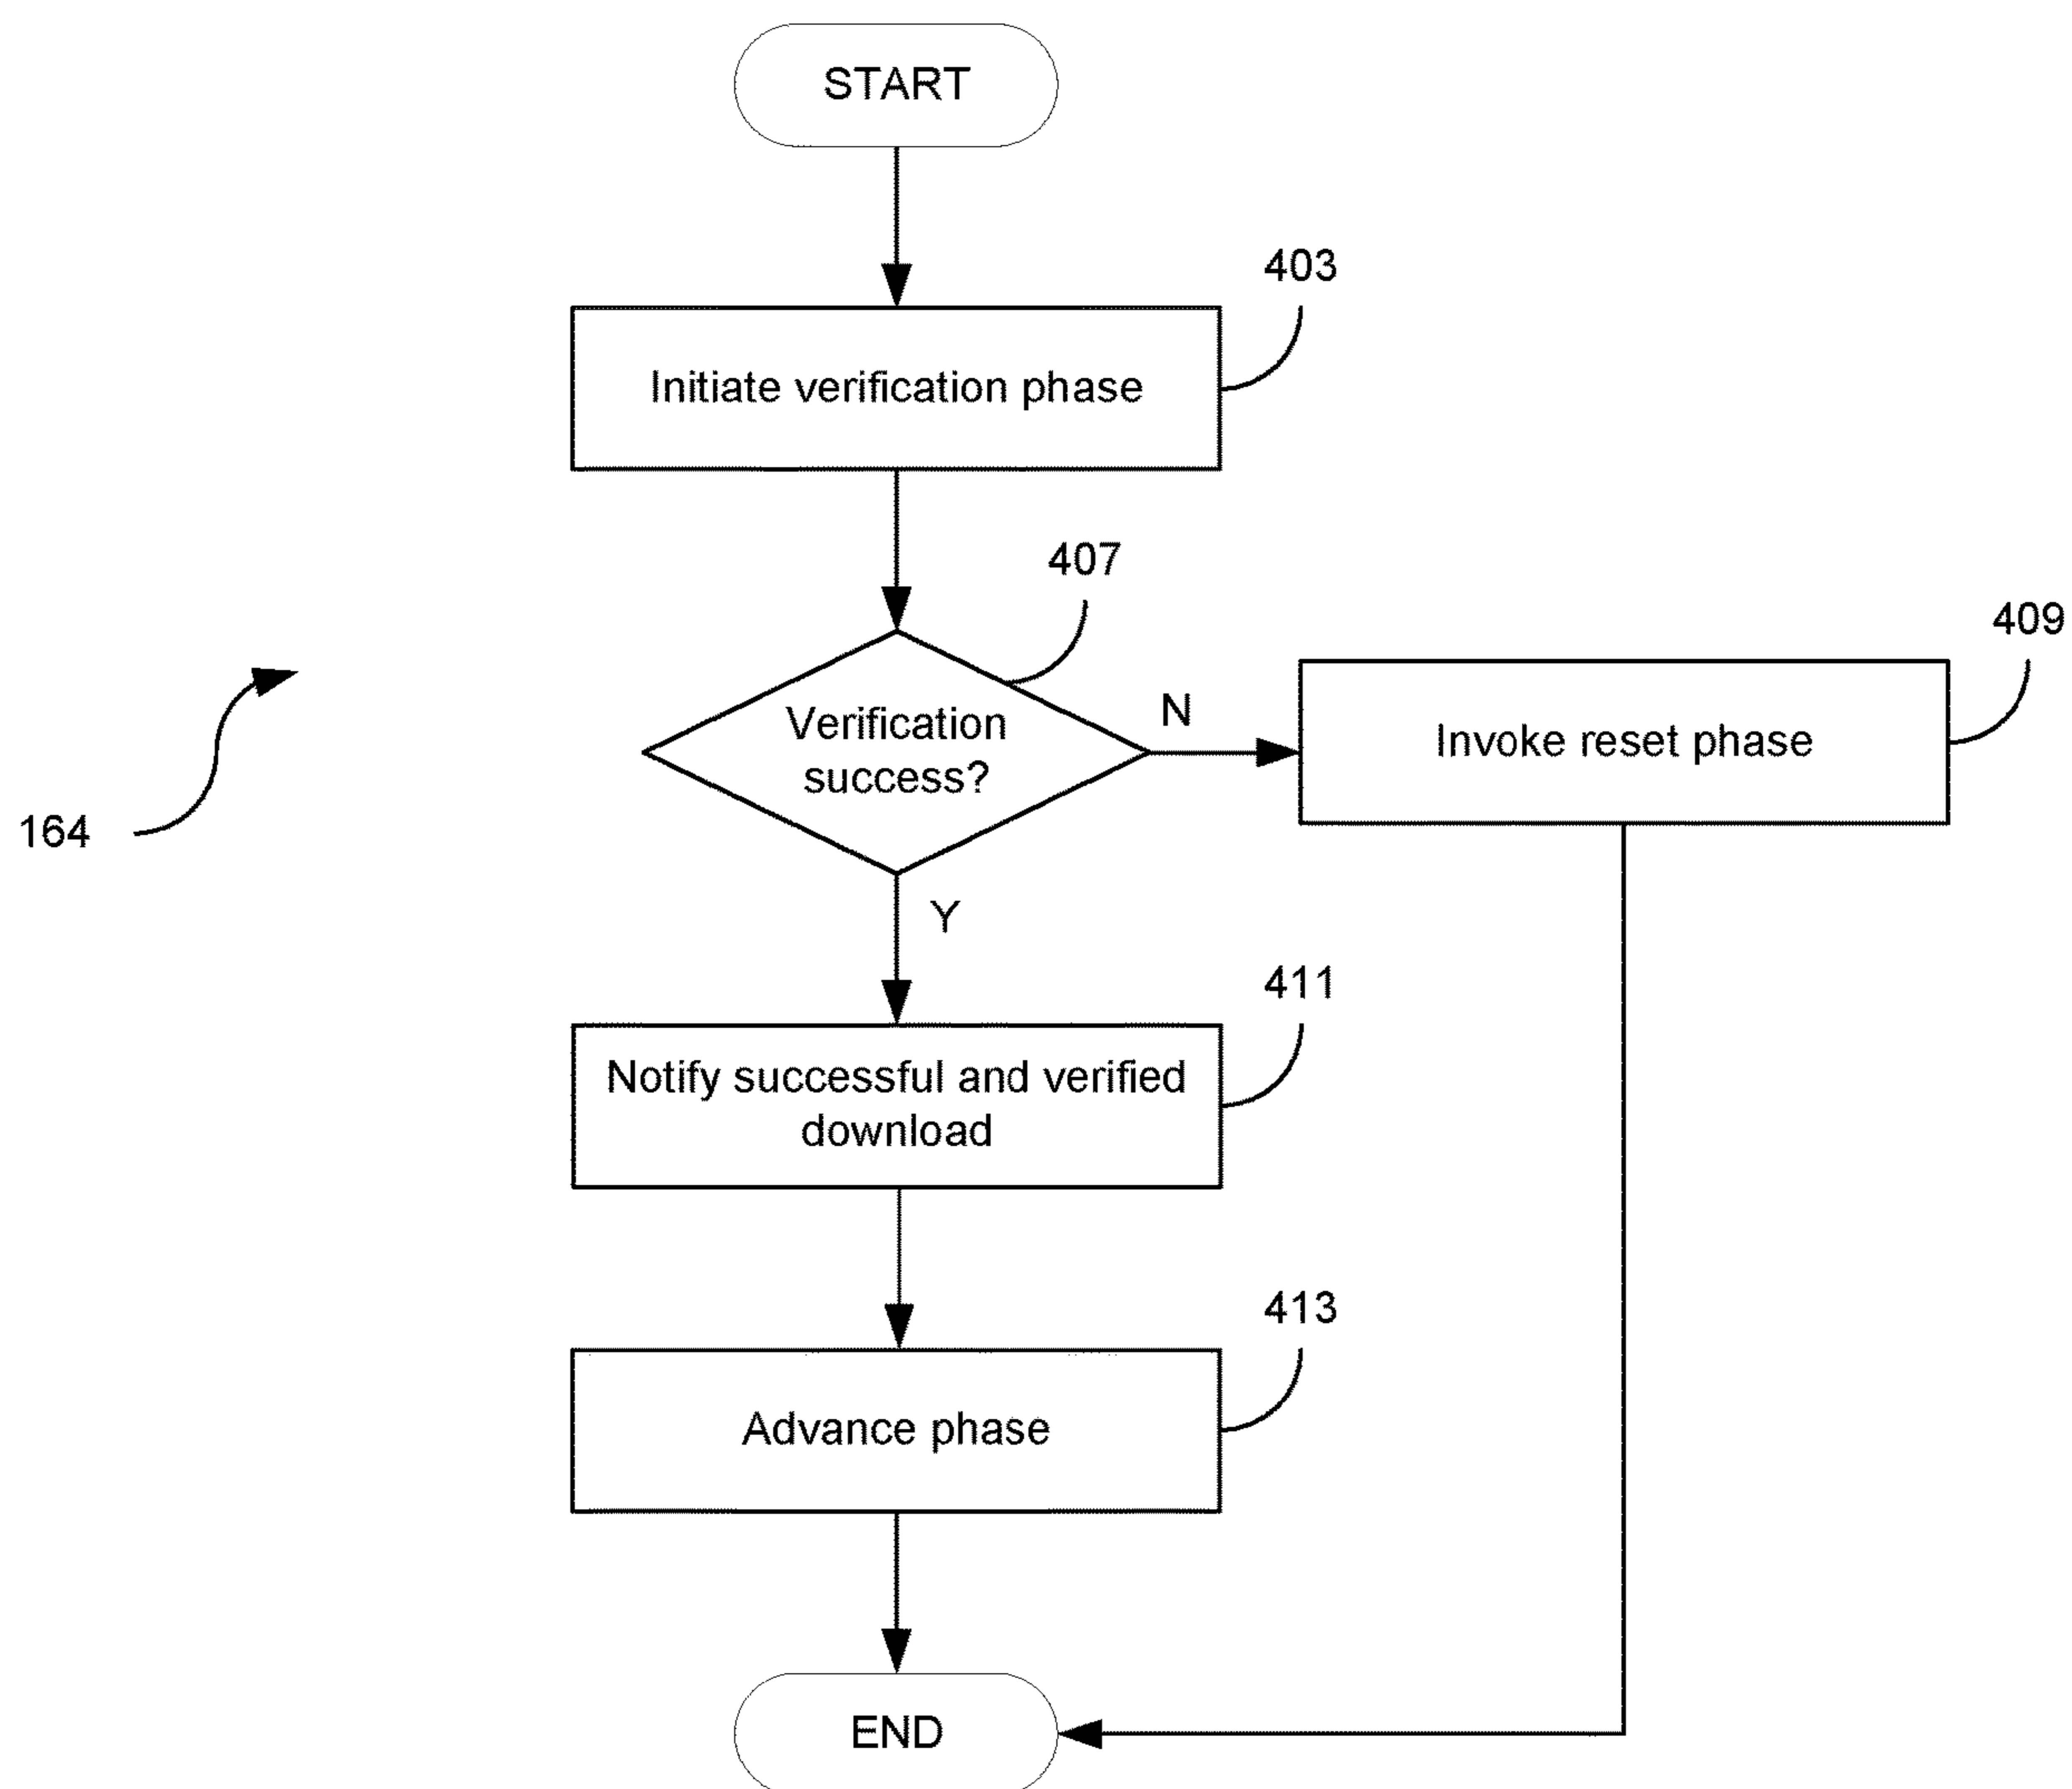 START
403
Initiate verification phase
407
409
Verification
success?
N
Invoke reset phase
164
Y
411
Notify successful and verified
download
413
Advance phase
END